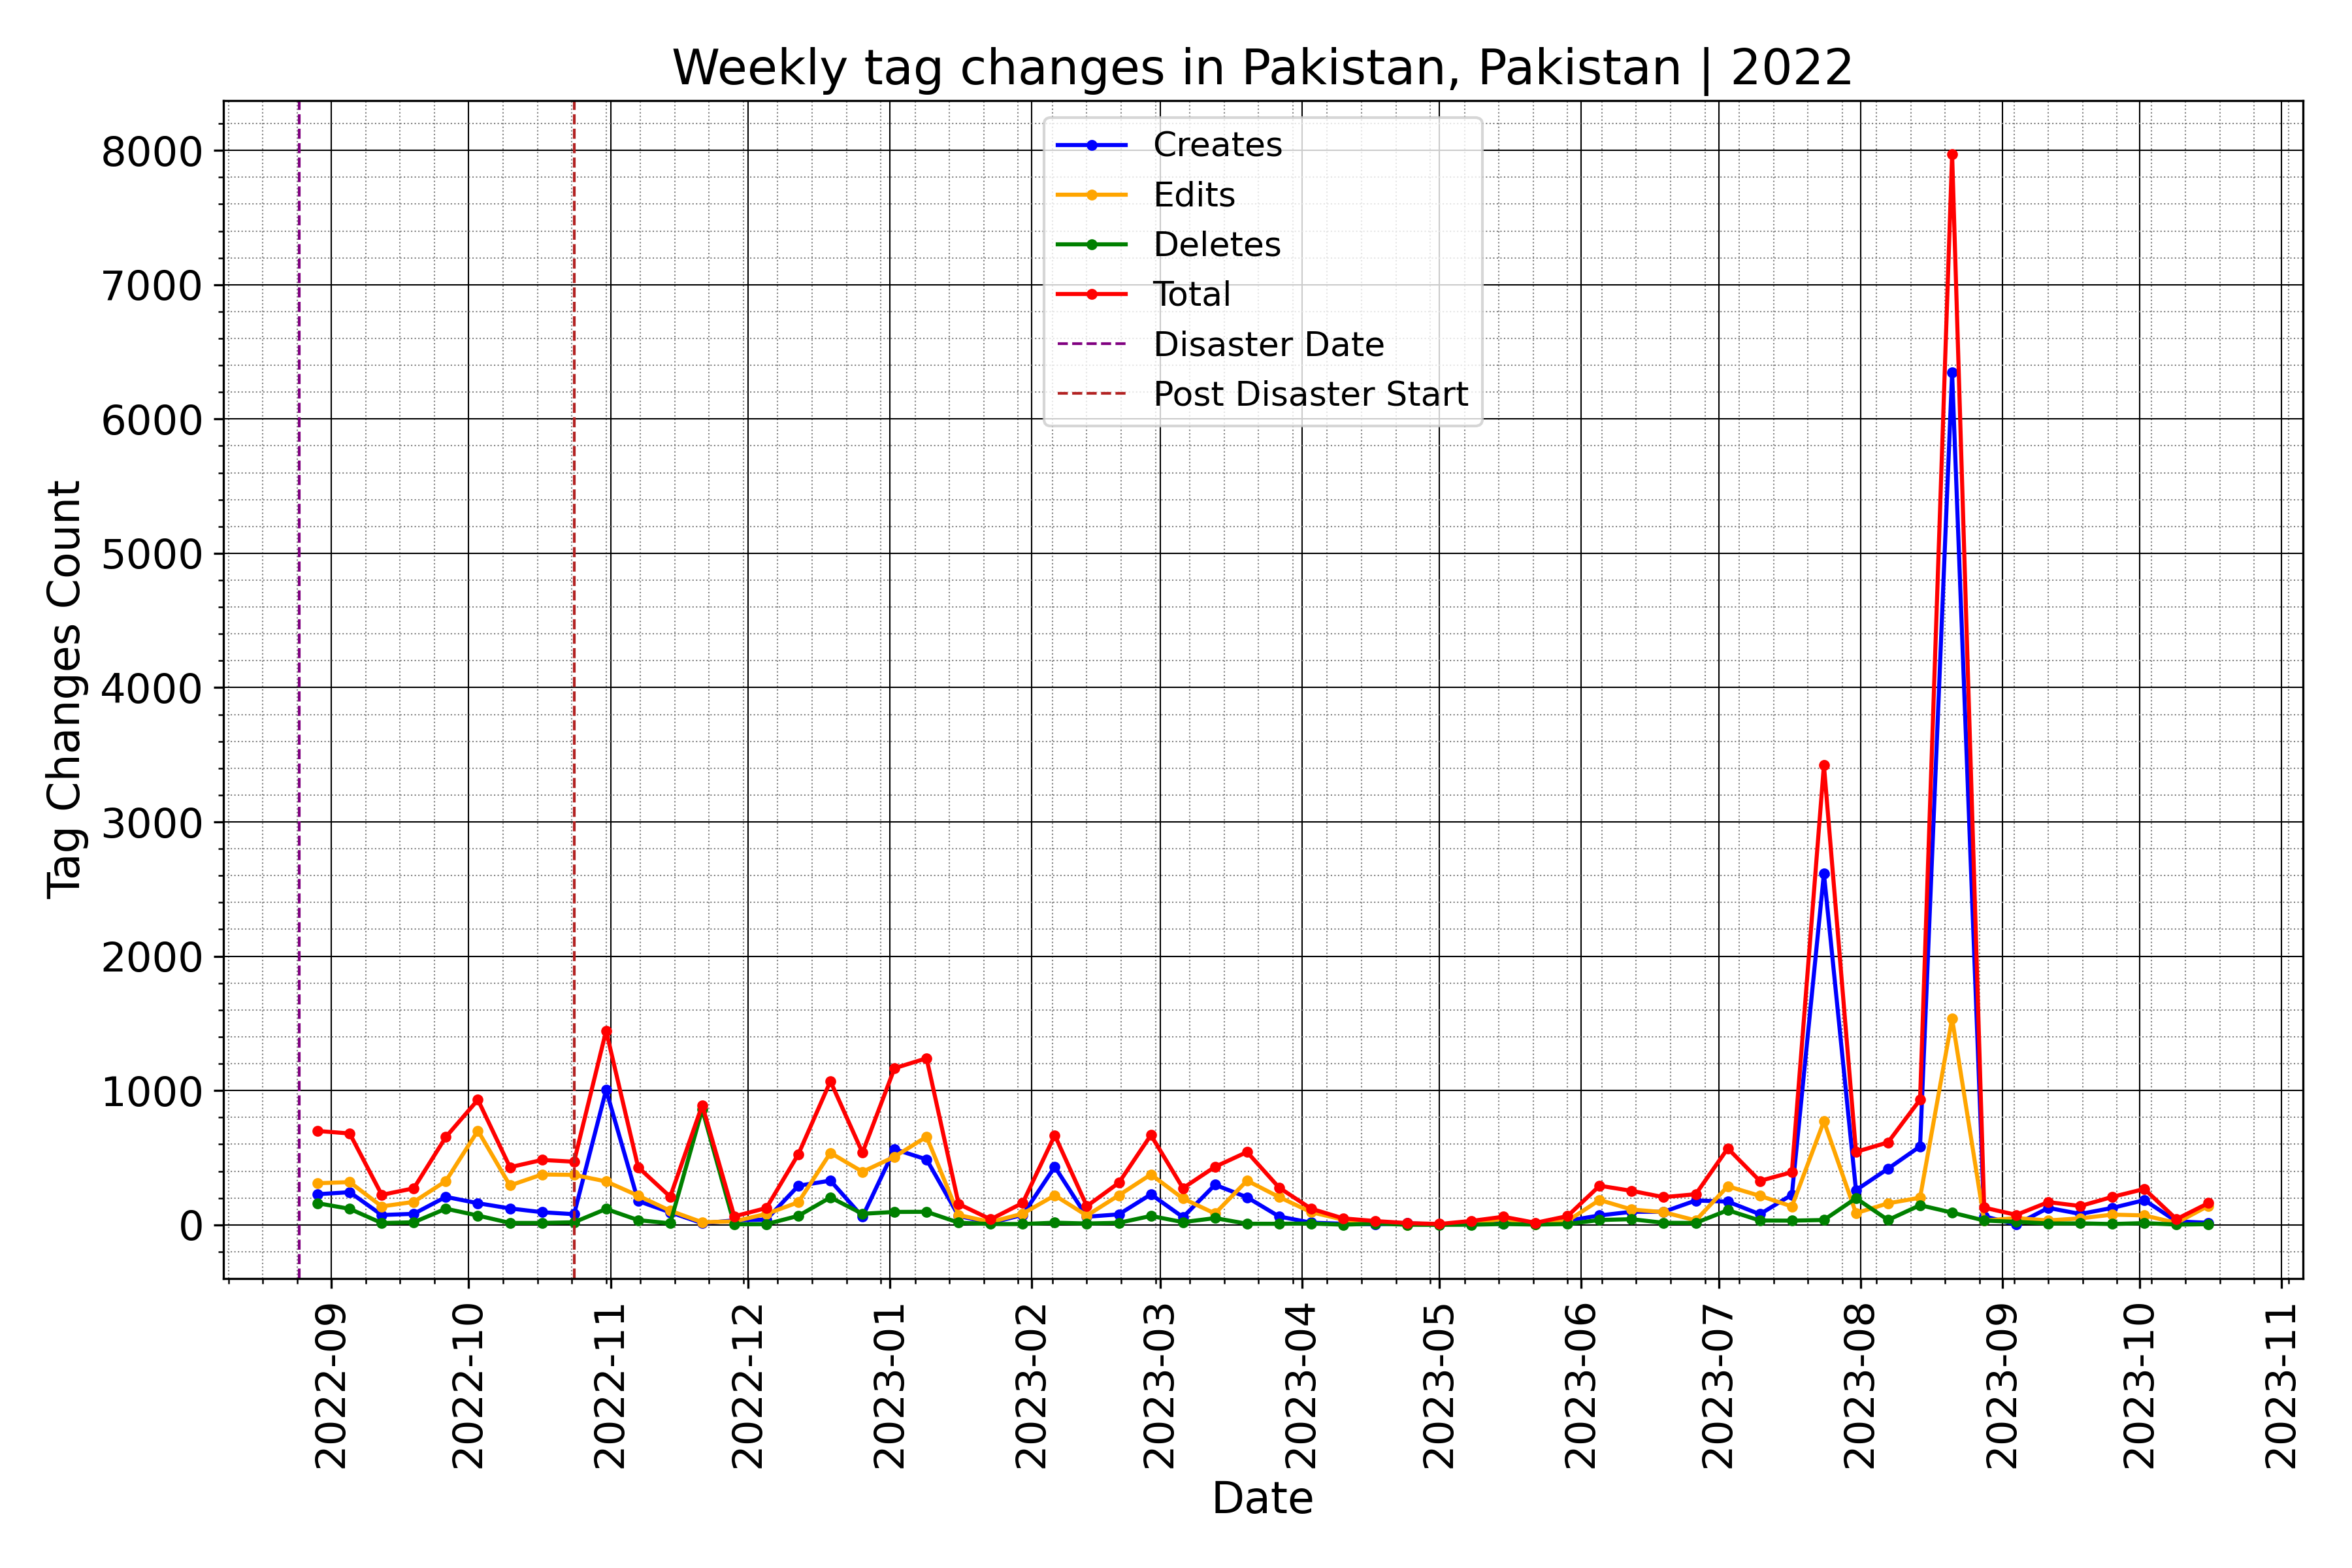 Weekly tag changes in Pakistan, Pakistan | 2022
Creates
Edits
Deletes
Total
Disaster Date
Post Disaster Start
Tag Changes Count
8000
7000
6000
5000
4000
3000
2000
1000
0
2022-09
2022-10
2022-11
2022-12
2023-01
2023-02
2023-03
2023-04
2023-05
2023-06
2023-07
2023-08
2023-09
2023-10
2023-11
Date